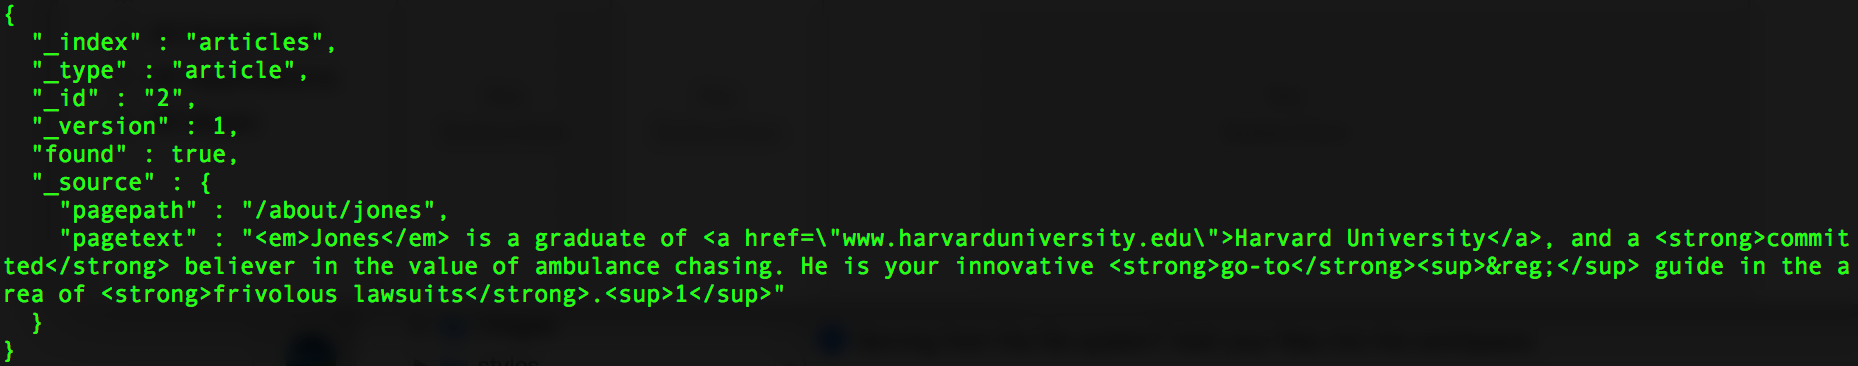 {
  "_index" : "articles",
  "_type" : "article",
  "_id" : "2",
  "_version" : 1,
  "found" : true,
  "_source" : {
    "pagepath" : "/about/jones",
    "pagetext" : "<em>Jones</em> is a graduate of <a href=\"www.harvarduniversity.edu\">Harvard University</a>, and a <strong>commit
ted</strong> believer in the value of ambulance chasing. He is your innovative <strong>go-to</strong><sup>&reg;</sup> guide in the a
rea of <strong>frivolous lawsuits</strong>.<sup>1</sup>"
  }
}